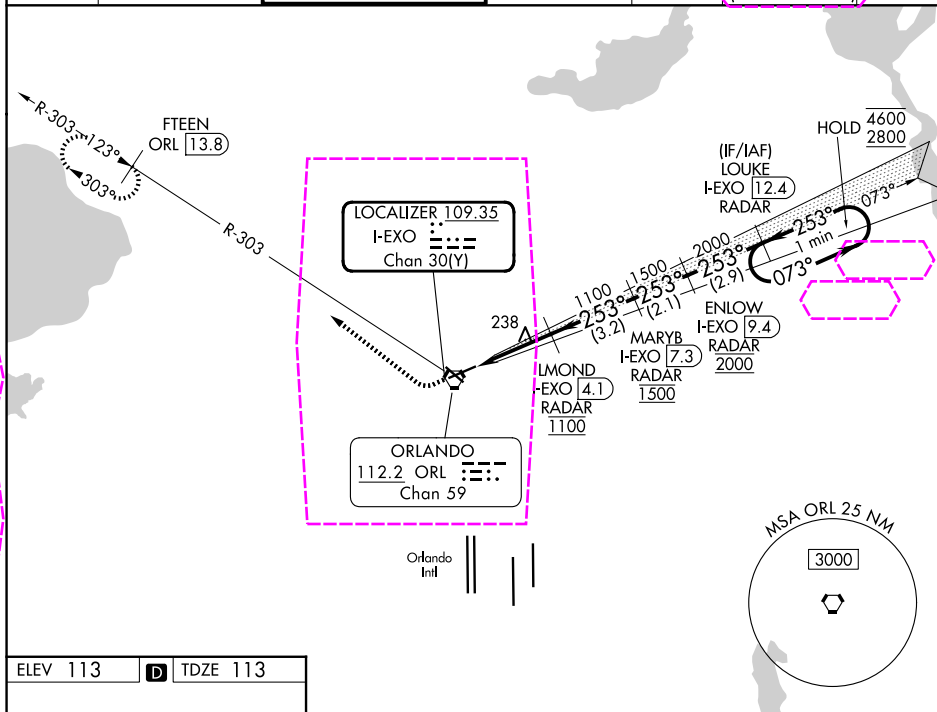 R-303
123°
303°
FTEEN
ORL 13.8
R-303
LOCALIZER 109.35
I-EXO
Chan 30(Y)
ORLANDO
112.2 ORL
Chan 59
238
HOLD
4600
2800
(IF/IAF)
LOUKE
I-EXO 12.4
RADAR
073°
253°
1 min
073°
2000
253°
(2.9)
1500
253°
(2.1)
1100
253°
(3.2)
ENLOW
I-EXO 9.4
RADAR
2000
MARYB
I-EXO 7.3
RADAR
1500
LMOND
I-EXO 4.1
RADAR
1100
Orlando
Intl
MSA ORL 25 NM
3000
ELEV 113 D TDZE 113